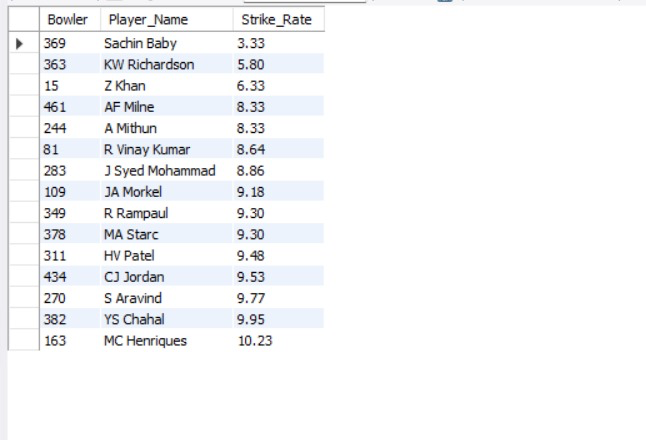 Bowler Player_Name Strike_Rate
369 Sachin Baby 3.33
363 KW Richardson 5.80
15 Z Khan 6.33
461 AF Milne 8.33
244 A Mithun 8.33
81 R Vinay Kumar 8.64
283 J Syed Mohammad 8.86
109 JA Morkel 9.18
349 R Rampaul 9.30
378 MA Starc 9.30
311 HV Patel 9.48
434 CJ Jordan 9.53
270 S Aravind 9.77
382 YS Chahal 9.95
163 MC Henriques 10.23